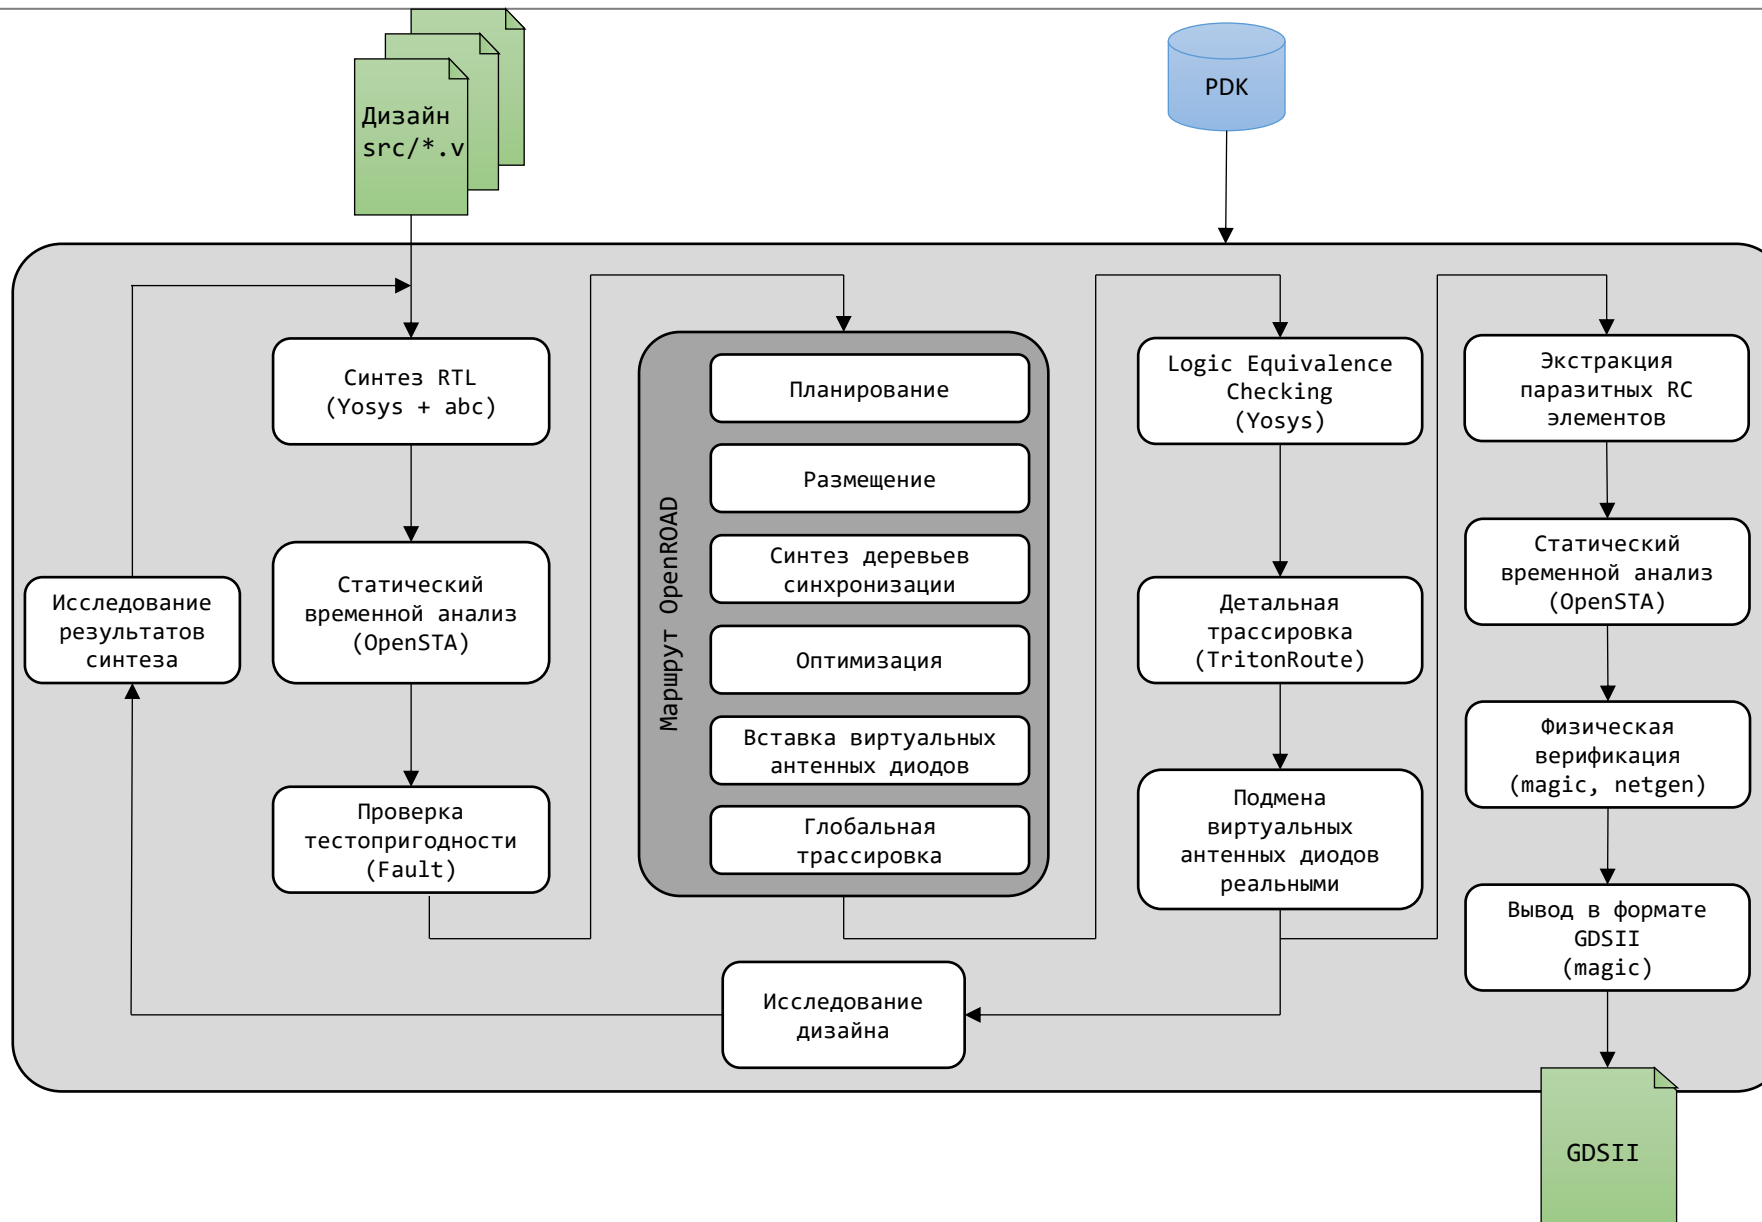 Дизайн
src/*.v
PDK
Синтез RTL
(Yosys + abc)
Статический
временной анализ
(OpenSTA)
Проверка
тестопригодности
(Fault)
Исследование
результатов
синтеза
Маршрут OpenROAD
Планирование
Размещение
Синтез деревьев
синхронизации
Оптимизация
Вставка виртуальных
антенных диодов
Глобальная
трассировка
Logic Equivalence
Checking
(Yosys)
Детальная
трассировка
(TritonRoute)
Подмена
виртуальных
антенных диодов
реальными
Исследование
дизайна
Экстракция
паразитных RC
элементов
Статический
временной анализ
(OpenSTA)
Физическая
верификация
(magic, netgen)
Вывод в формате
GDSII
(magic)
GDSII